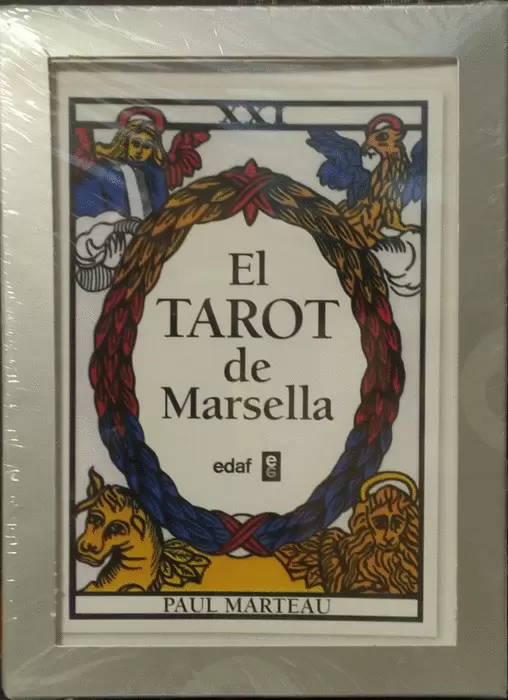 XXI
El
TAROT
de
Marsella
edaf e
PAUL MARTEAU